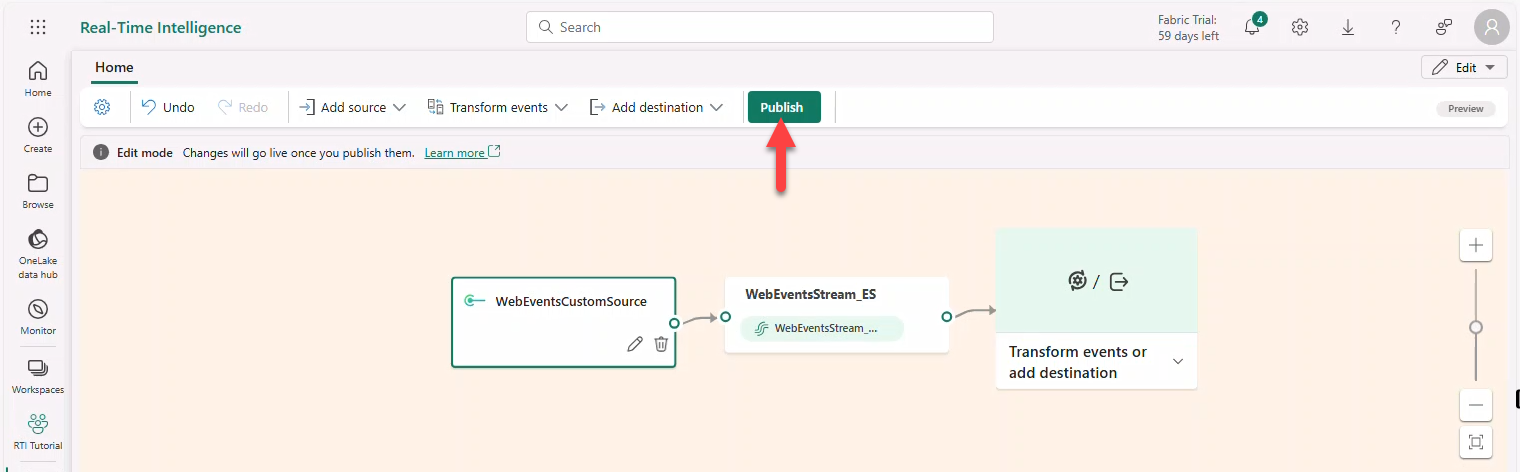 Real-Time Intelligence
Search
Fabric Trial:
59 days left
4
Home
Edit
Undo
Redo
Add source
Transform events
Add destination
Publish
Preview
Edit mode Changes will go live once you publish them. Learn more
Home
Create
Browse
OneLake
data hub
Monitor
Workspaces
RTI Tutorial
WebEventsCustomSource
WebEventsStream_ES
WebEventsStream_...
/
Transform events or
add destination